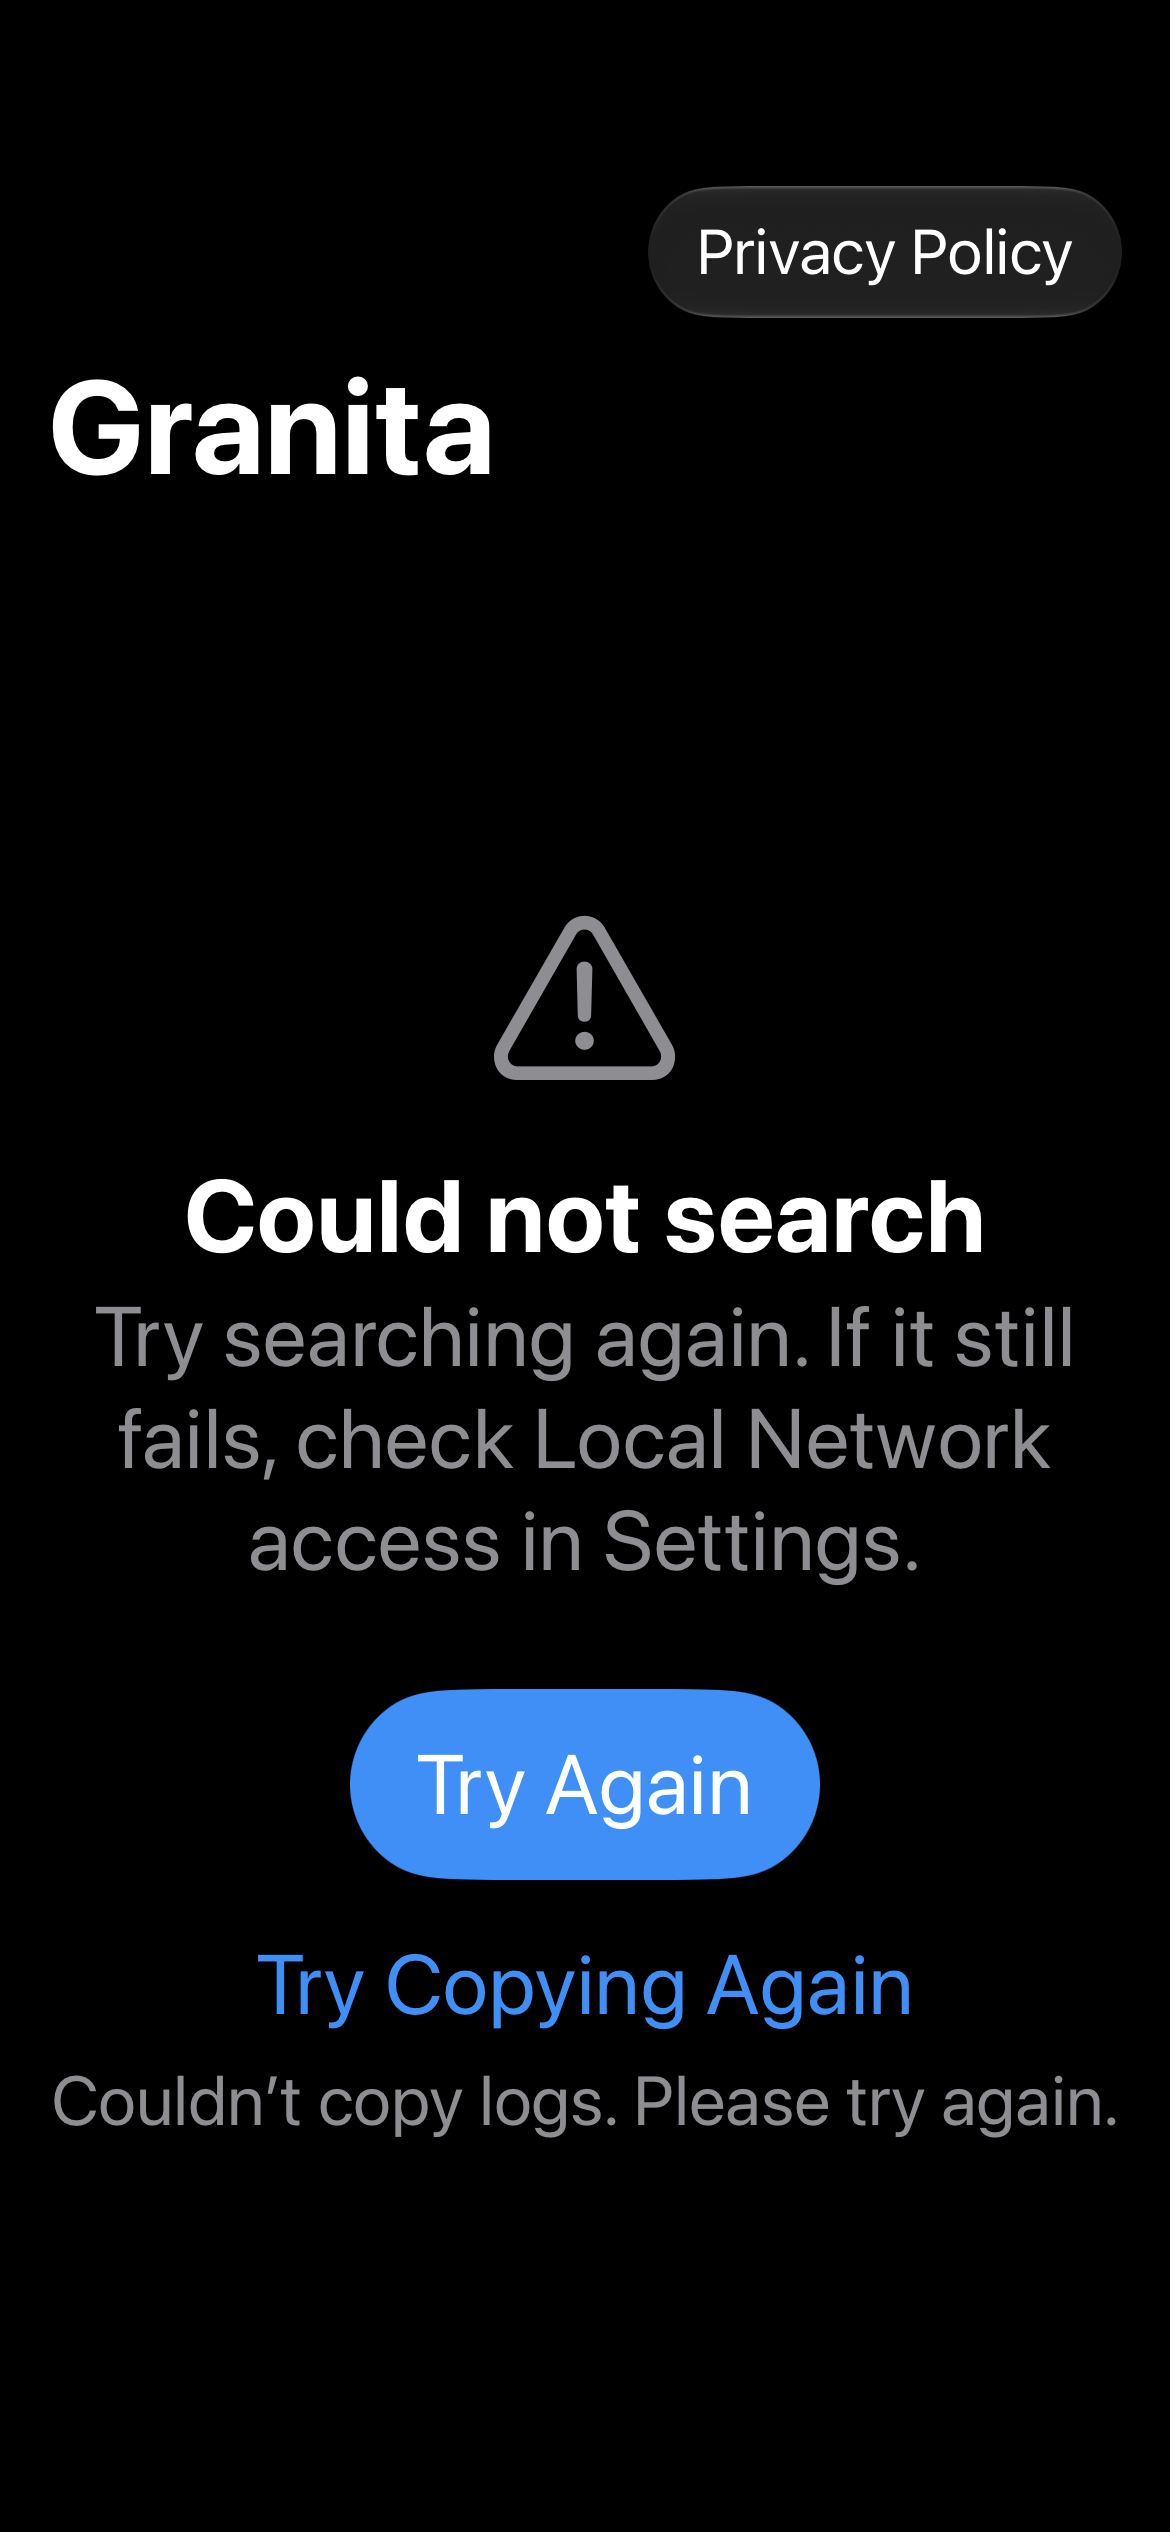 Privacy Policy
Granita
Could not search
Try searching again. If it still
fails, check Local Network
access in Settings.
Try Again
Try Copying Again
Couldn’t copy logs. Please try again.